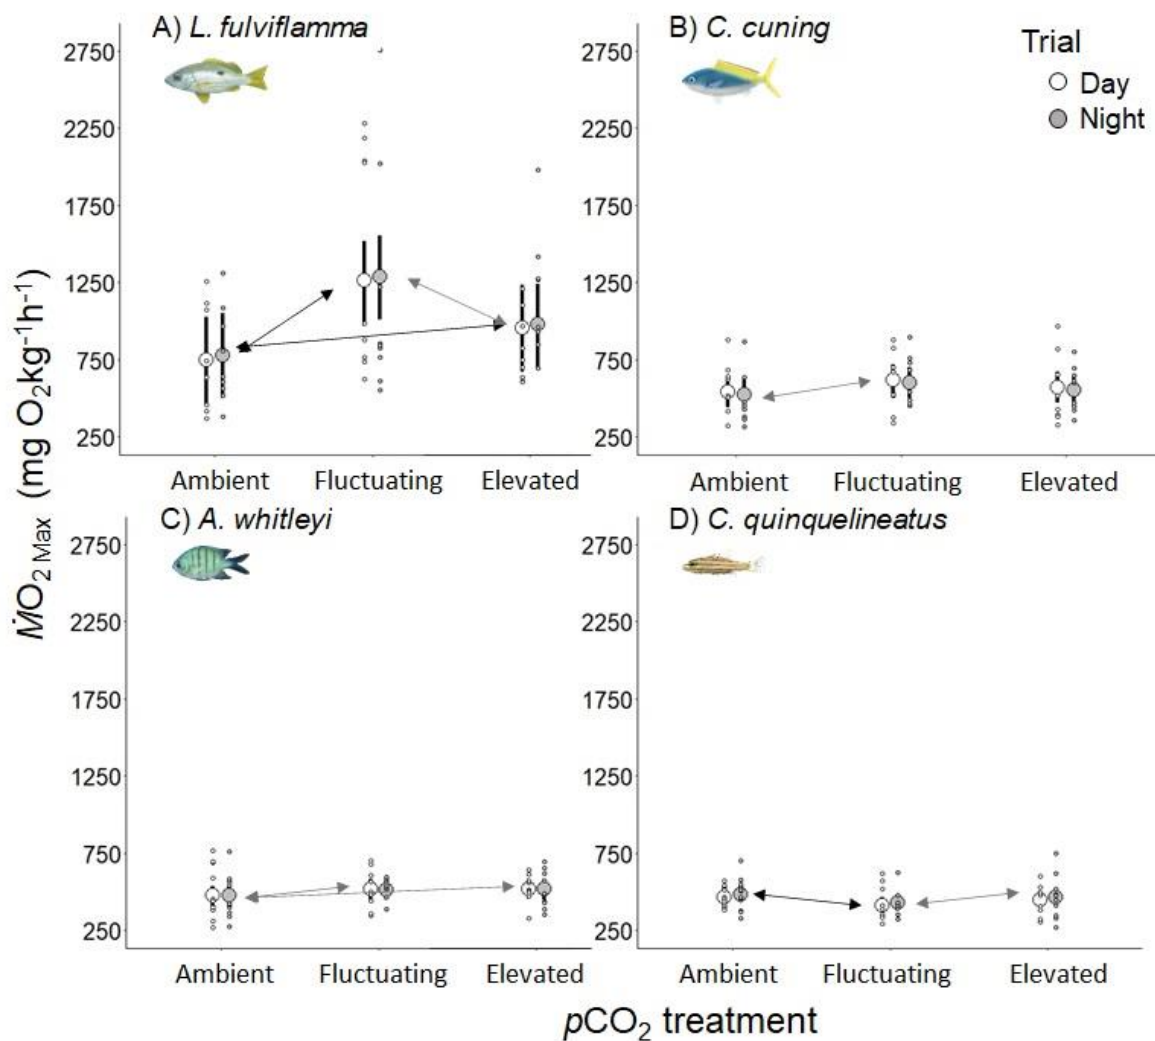 A) L. fulviflamma
B) C. cuning
Trial
Day
Night
2750
2250
1750
1250
750
250
2750
2250
1750
1250
750
250
Ambient Fluctuating Elevated
Ambient Fluctuating Elevated
ṀO₂ Max (mg O₂kg⁻¹h⁻¹)
C) A. whitleyi
D) C. quinquelineatus
2750
2250
1750
1250
750
250
2750
2250
1750
1250
750
250
Ambient Fluctuating Elevated
Ambient Fluctuating Elevated
pCO₂ treatment